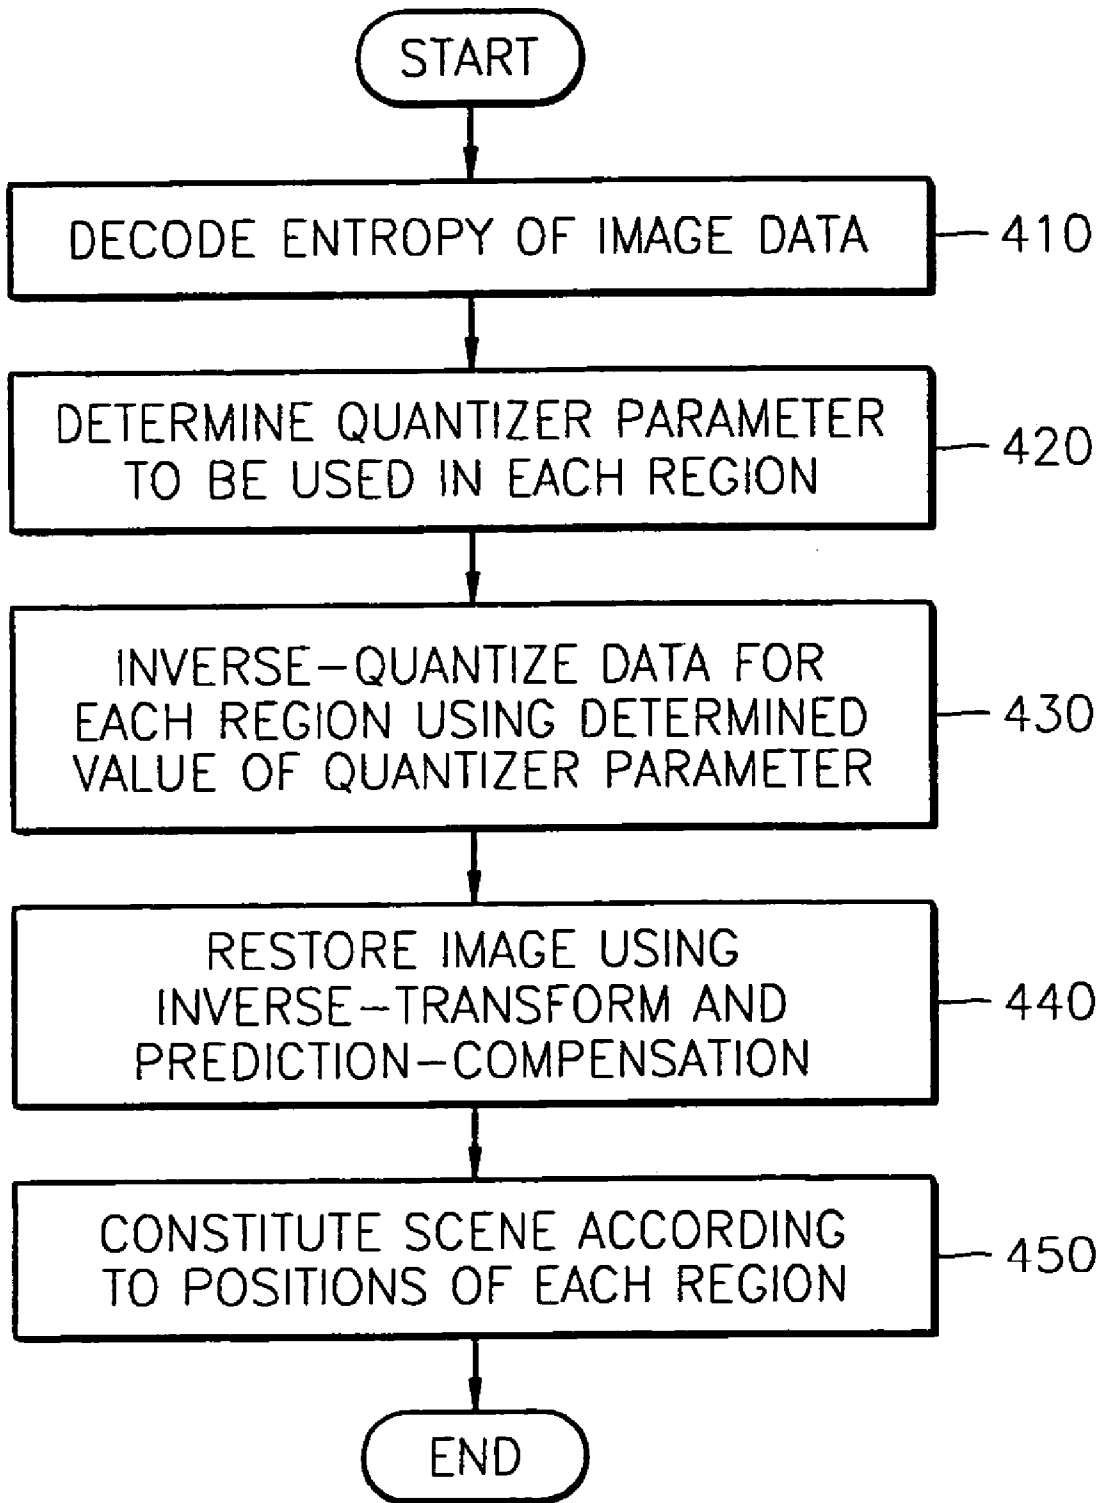 START
DECODE ENTROPY OF IMAGE DATA
410
DETERMINE QUANTIZER PARAMETER
TO BE USED IN EACH REGION
420
INVERSE-QUANTIZE DATA FOR
EACH REGION USING DETERMINED
VALUE OF QUANTIZER PARAMETER
430
RESTORE IMAGE USING
INVERSE-TRANSFORM AND
PREDICTION-COMPENSATION
440
CONSTITUTE SCENE ACCORDING
TO POSITIONS OF EACH REGION
450
END